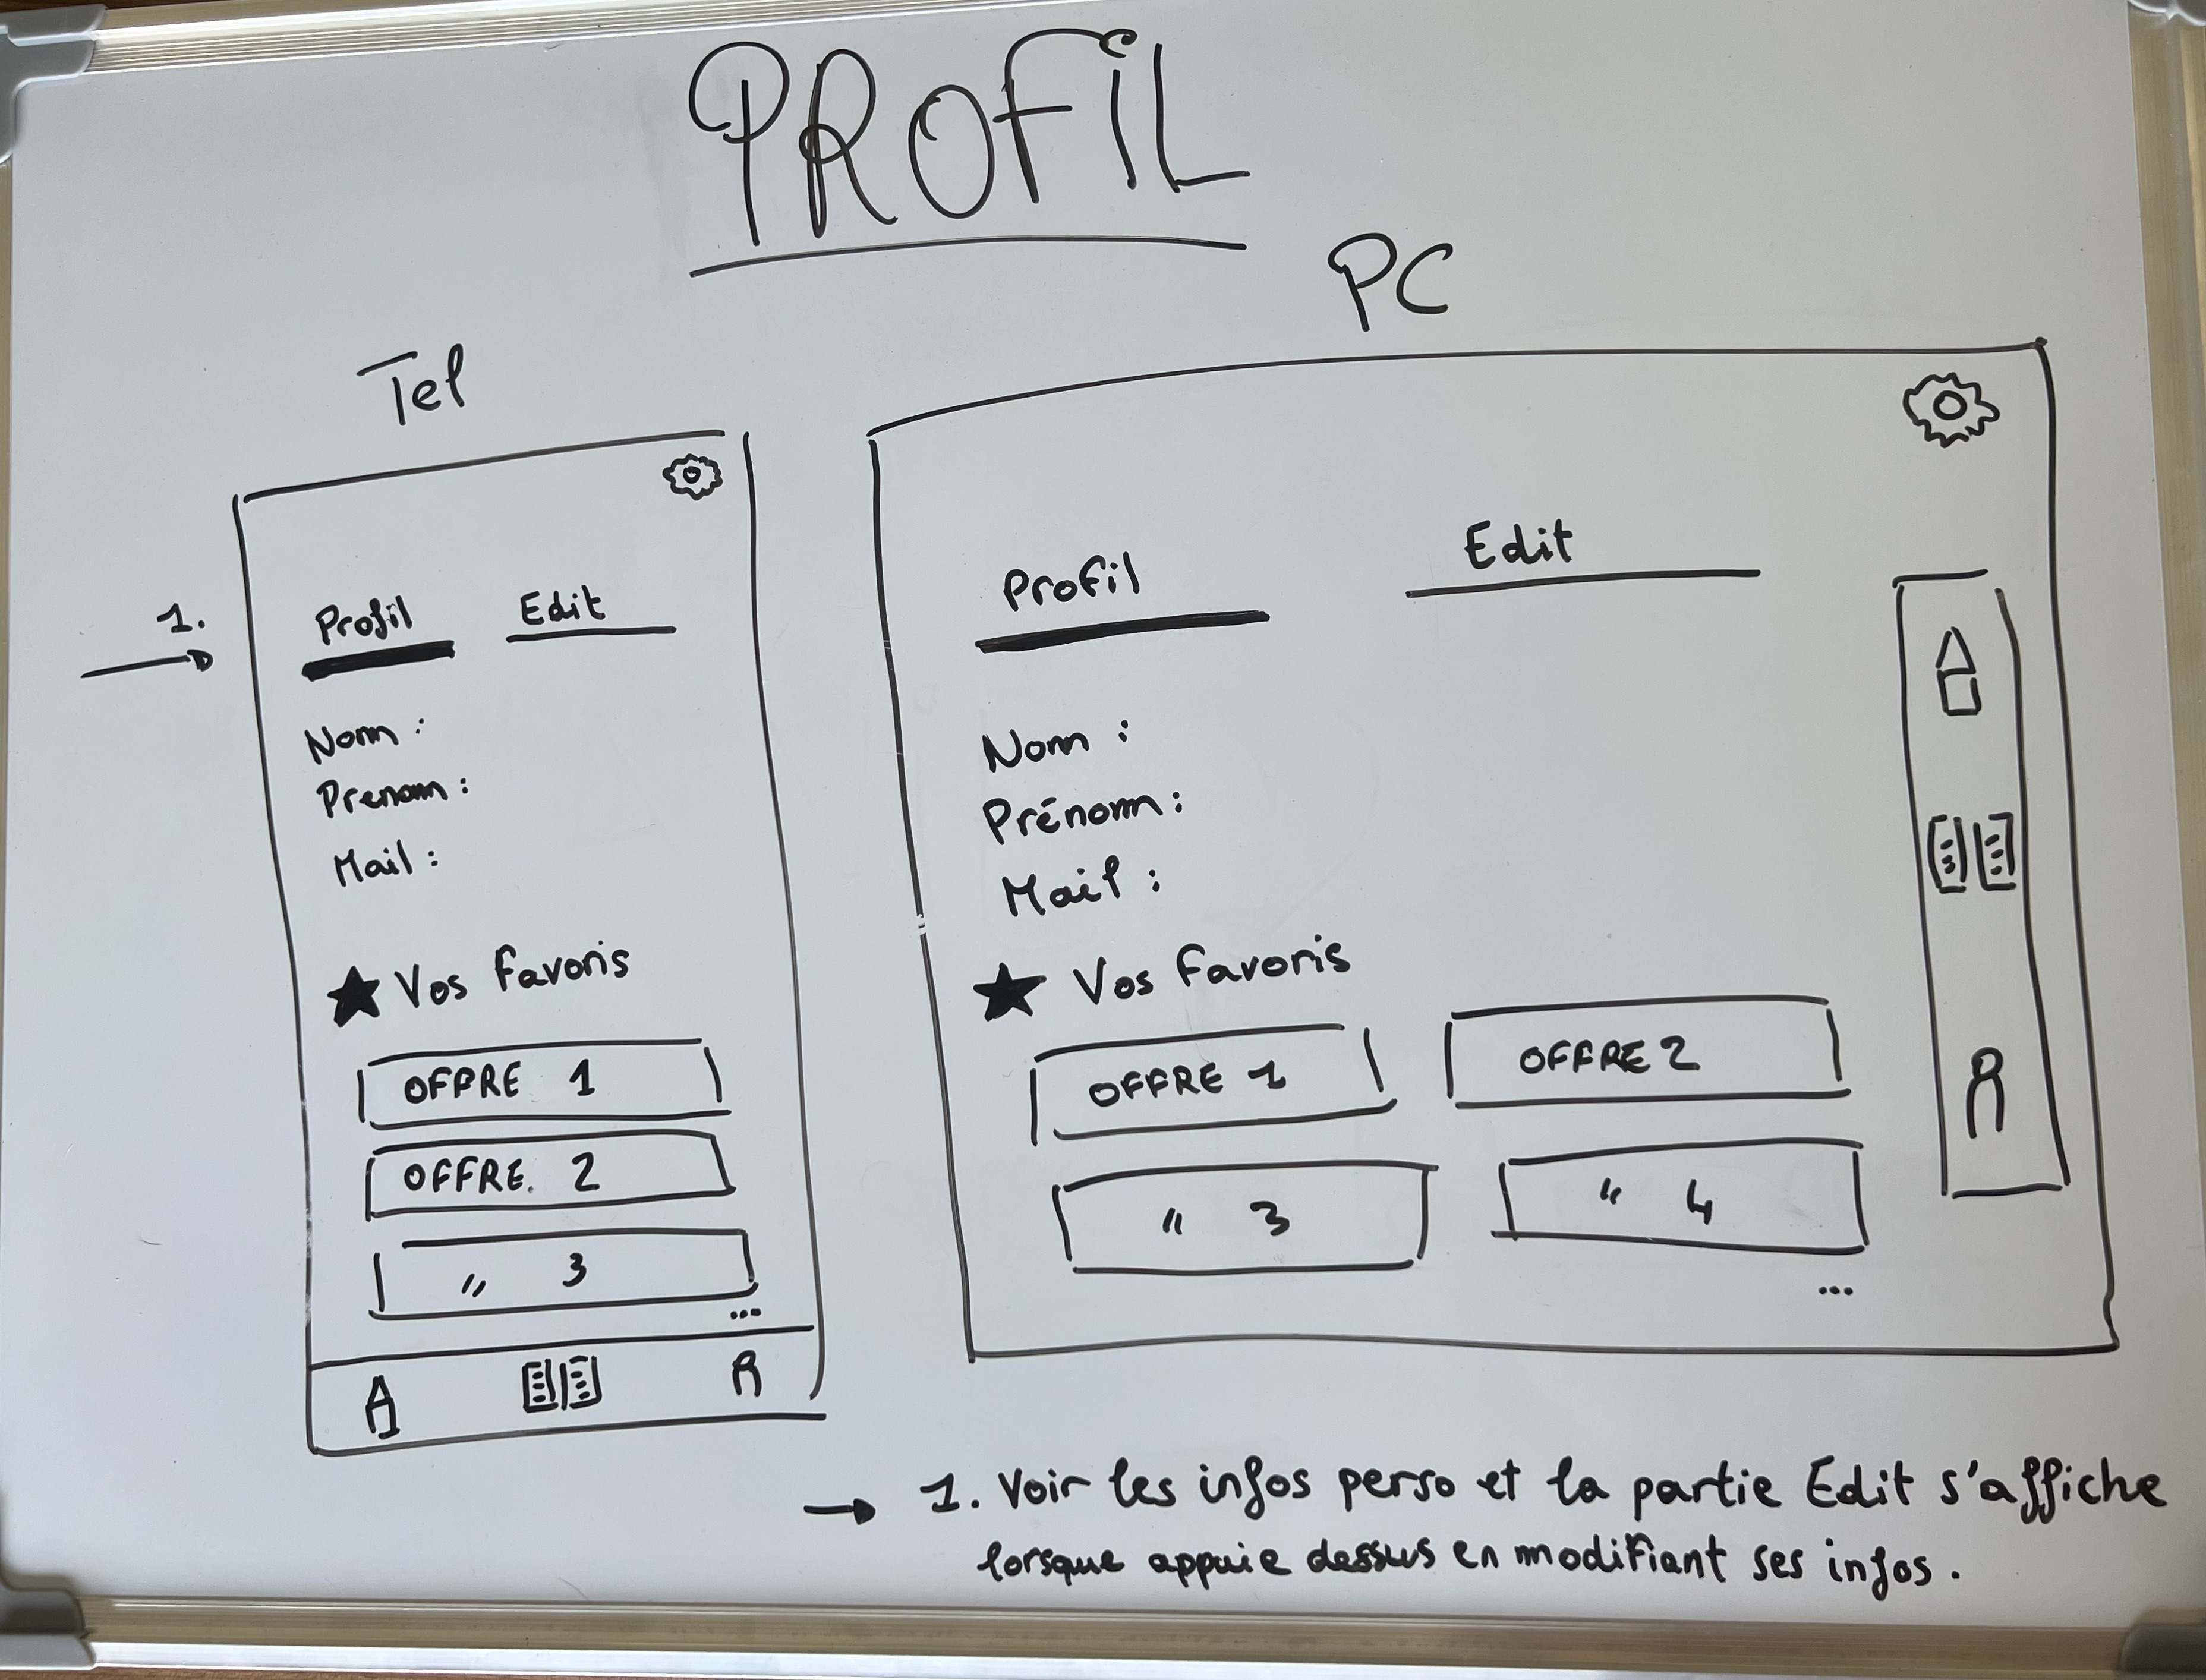 PROFIL
Tel
1.
Profil Edit
Nom :
Prenom :
Mail :
Vos favoris
OFFRE 1
OFFRE. 2
" 3
...
PC
Profil Edit
Nom :
Prénom :
Mail :
Vos favoris
OFFRE 1 OFFRE 2
" 3 " 4
...
→ 1. Voir les infos perso et la partie Edit s'affiche
lorsque appuie dessus en modifiant ses infos.